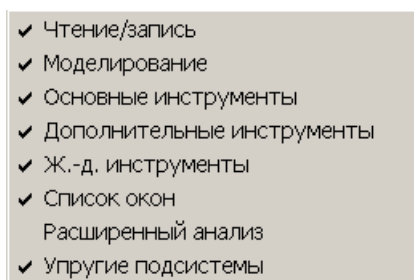 Чтение/запись
Моделирование
Основные инструменты
Дополнительные инструменты
Ж.-д. инструменты
Список окон
Расширенный анализ
Упругие подсистемы